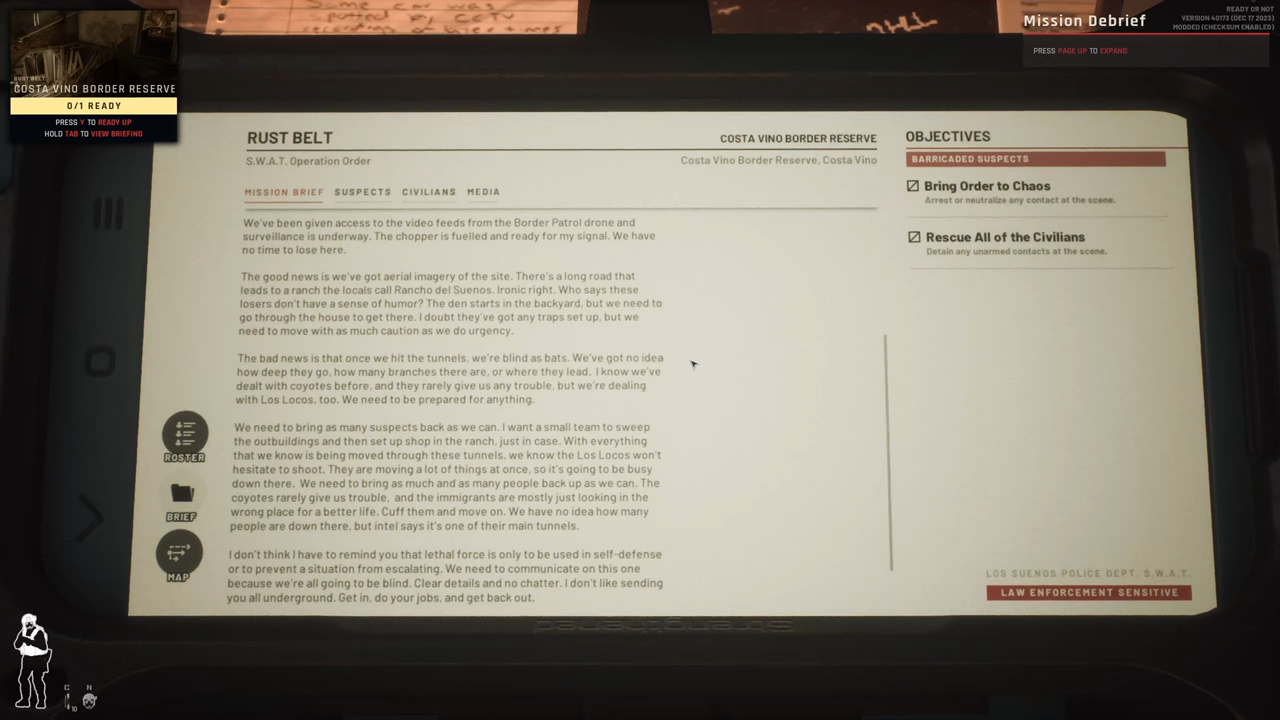 Some car was
spotted by CCTV
READY OR NOT
VERSION 40173 (DEC 17 2023)
MODDED (CHECKSUM ENABLED)
Mission Debrief
PRESS PAGE UP TO EXPAND
RUST BELT
COSTA VINO BORDER RESERVE
0/1 READY
PRESS Y TO READY UP
HOLD TAB TO VIEW BRIEFING
RUST BELT
COSTA VINO BORDER RESERVE
S.W.A.T. Operation Order
Costa Vino Border Reserve, Costa Vino
MISSION BRIEF SUSPECTS CIVILIANS MEDIA
We've been given access to the video feeds from the Border Patrol drone and
surveillance is underway. The chopper is fuelled and ready for my signal. We have
no time to lose here.
The good news is we've got aerial imagery of the site. There's a long road that
leads to a ranch the locals call Rancho del Suenos. Ironic right. Who says these
losers don't have a sense of humor? The den starts in the backyard, but we need to
go through the house to get there. I doubt they've got any traps set up, but we
need to move with as much caution as we do urgency.
The bad news is that once we hit the tunnels, we're blind as bats. We've got no idea
how deep they go, how many branches there are, or where they lead. I know we've
dealt with coyotes before, and they rarely give us any trouble, but we're dealing
with Los Locos, too. We need to be prepared for anything.
We need to bring as many suspects back as we can. I want a small team to sweep
the outbuildings and then set up shop in the ranch, just in case. With everything
that we know is being moved through these tunnels, we know the Los Locos won't
hesitate to shoot. They are moving a lot of things at once, so it's going to be busy
down there. We need to bring as much and as many people back up as we can. The
coyotes rarely give us trouble, and the immigrants are mostly just looking in the
wrong place for a better life. Cuff them and move on. We have no idea how many
people are down there, but intel says it's one of their main tunnels.
I don't think I have to remind you that lethal force is only to be used in self-defense
or to prevent a situation from escalating. We need to communicate on this one
because we're all going to be blind. Clear details and no chatter. I don't like sending
you all underground. Get in, do your jobs, and get back out.
OBJECTIVES
BARRICADED SUSPECTS
Bring Order to Chaos
Arrest or neutralize any contact at the scene.
Rescue All of the Civilians
Detain any unarmed contacts at the scene.
LOS SUENOS POLICE DEPT. S.W.A.T.
LAW ENFORCEMENT SENSITIVE
ROSTER
BRIEF
MAP
C N
10